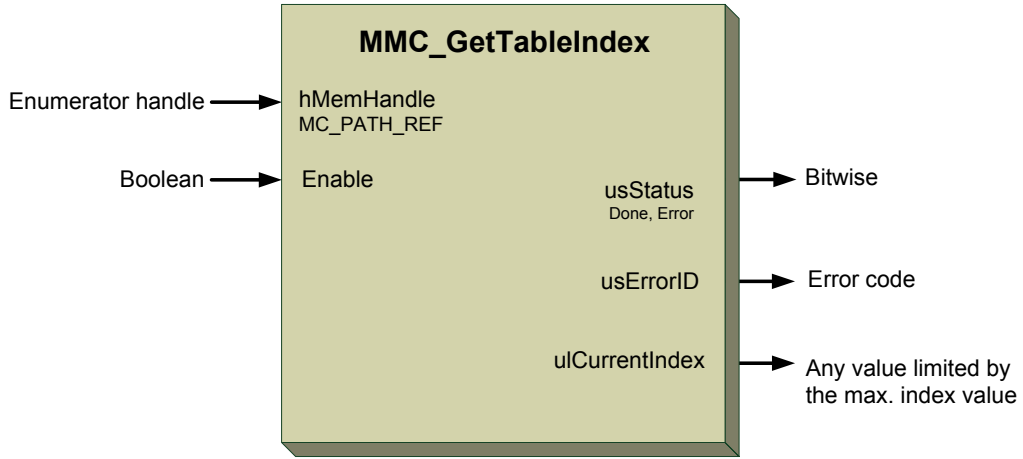 MMC_GetTableIndex
Enumerator handle
hMemHandle
MC_PATH_REF
Boolean
Enable
usStatus
Done, Error
Bitwise
usErrorID
Error code
ulCurrentIndex
Any value limited by
the max. index value